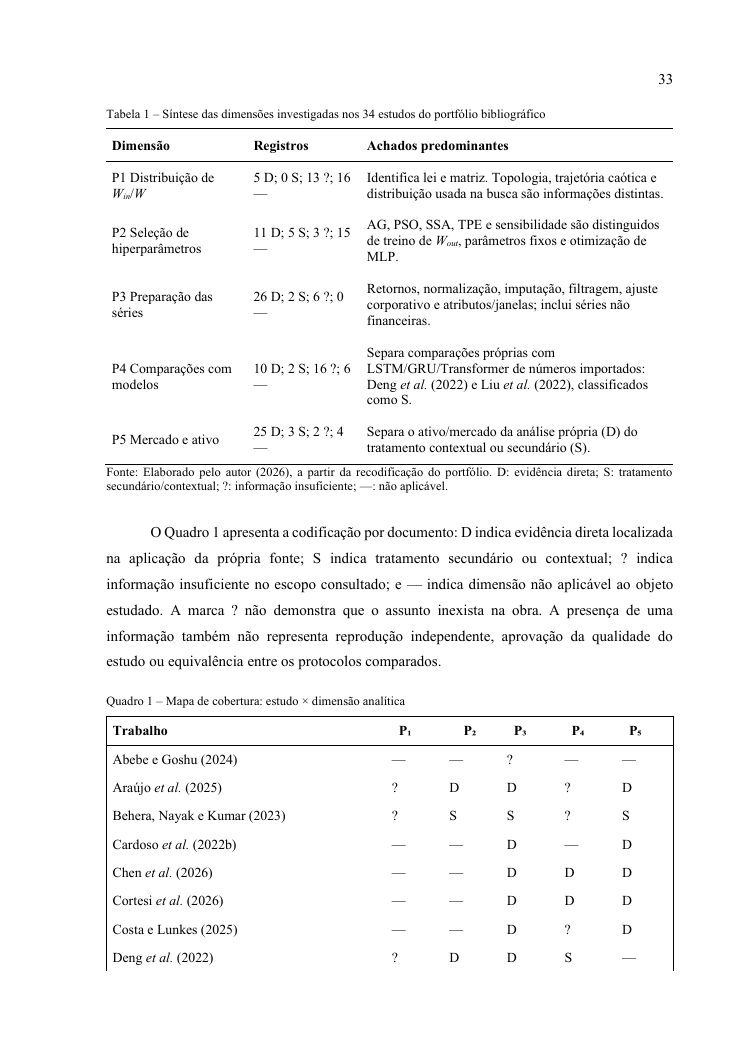 33
Tabela 1 – Síntese das dimensões investigadas nos 34 estudos do portfólio bibliográfico
Dimensão Registros Achados predominantes
P1 Distribuição de Win/W 5 D; 0 S; 13 ?; 16 — Identifica lei e matriz. Topologia, trajetória caótica e distribuição usada na busca são informações distintas.
P2 Seleção de hiperparâmetros 11 D; 5 S; 3 ?; 15 — AG, PSO, SSA, TPE e sensibilidade são distinguidos de treino de Wout, parâmetros fixos e otimização de MLP.
P3 Preparação das séries 26 D; 2 S; 6 ?; 0 — Retornos, normalização, imputação, filtragem, ajuste corporativo e atributos/janelas; inclui séries não financeiras.
P4 Comparações com modelos 10 D; 2 S; 16 ?; 6 — Separa comparações próprias com LSTM/GRU/Transformer de números importados: Deng et al. (2022) e Liu et al. (2022), classificados como S.
P5 Mercado e ativo 25 D; 3 S; 2 ?; 4 — Separa o ativo/mercado da análise própria (D) do tratamento contextual ou secundário (S).
Fonte: Elaborado pelo autor (2026), a partir da recodificação do portfólio. D: evidência direta; S: tratamento
secundário/contextual; ?: informação insuficiente; —: não aplicável.
O Quadro 1 apresenta a codificação por documento: D indica evidência direta localizada
na aplicação da própria fonte; S indica tratamento secundário ou contextual; ? indica
informação insuficiente no escopo consultado; e — indica dimensão não aplicável ao objeto
estudado. A marca ? não demonstra que o assunto inexista na obra. A presença de uma
informação também não representa reprodução independente, aprovação da qualidade do
estudo ou equivalência entre os protocolos comparados.
Quadro 1 – Mapa de cobertura: estudo × dimensão analítica
Trabalho P₁ P₂ P₃ P₄ P₅
Abebe e Goshu (2024) — — ? — —
Araújo et al. (2025) ? D D ? D
Behera, Nayak e Kumar (2023) ? S S ? S
Cardoso et al. (2022b) — — D — D
Chen et al. (2026) — — D D D
Cortesi et al. (2026) — — D D D
Costa e Lunkes (2025) — — D ? D
Deng et al. (2022) ? D D S —